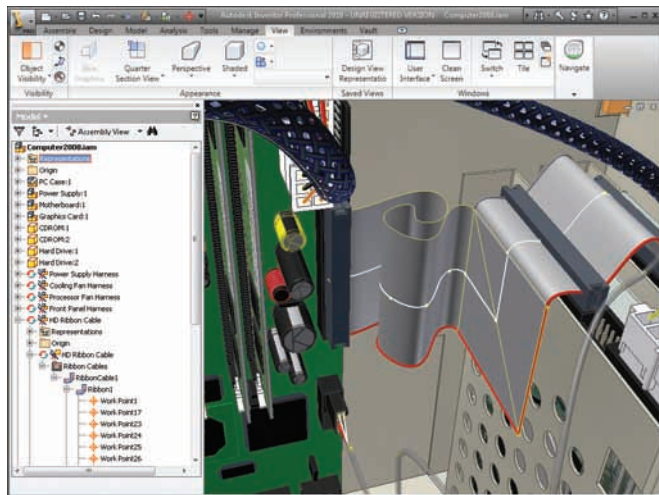 Autodesk Inventor Professional 2010 - UNREGISTERED VERSION Computer2008.iam
PRO Assemble Design Model Analysis Tools Manage View Environments Vault
Object Visibility
Quarter Section View
Perspective
Shaded
Design View Representatio
User Interface
Clean Screen
Switch
Tile
Navigate
Visibility Appearance Saved Views Windows
Model
Assembly View
Computer2008.iam
Representations
Origin
PC Case:1
Power Supply:1
Motherboard:1
Graphics Card:1
CDROM:1
CDROM:2
Hard Drive:1
Hard Drive:2
Power Supply Harness
Cooling Fan Harness
Processor Fan Harness
Front Panel Harness
HD Ribbon Cable
Representations
Origin
HD Ribbon Cable
Ribbon Cables
RibbonCable1
Ribbon1
Work Point1
Work Point17
Work Point23
Work Point24
Work Point25
Work Point26